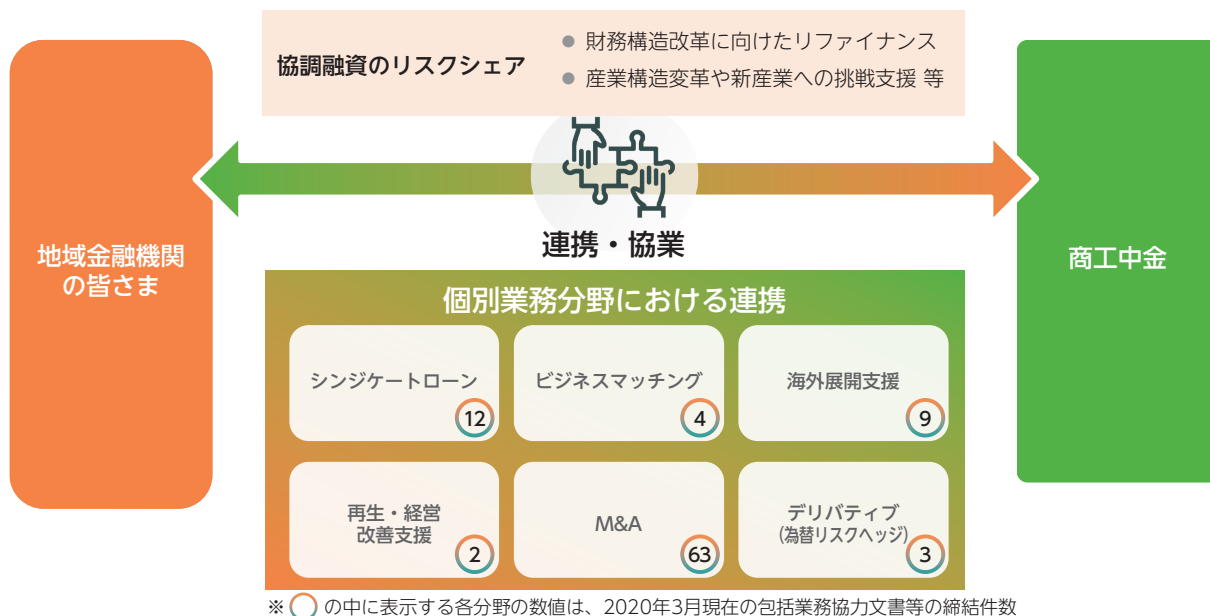 協調融資のリスクシェア
● 財務構造改革に向けたリファイナンス
● 産業構造変革や新産業への挑戦支援 等
地域金融機関
の皆さま
連携・協業
商工中金
個別業務分野における連携
シンジケートローン
12
ビジネスマッチング
4
海外展開支援
9
再生・経営
改善支援
2
M&A
63
デリバティブ
(為替リスクヘッジ)
3
※ ○ の中に表示する各分野の数値は、2020年3月現在の包括業務協力文書等の締結件数